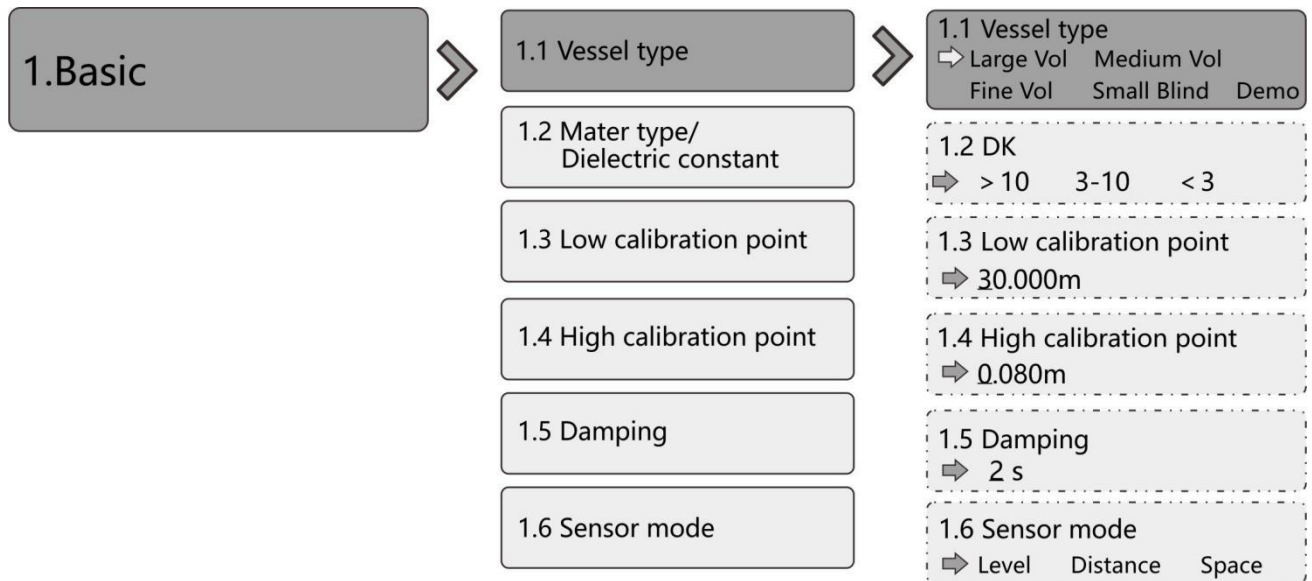 1.Basic
1.1 Vessel type
1.2 Mater type/
Dielectric constant
1.3 Low calibration point
1.4 High calibration point
1.5 Damping
1.6 Sensor mode
1.1 Vessel type
Large Vol Medium Vol
Fine Vol Small Blind Demo
1.2 DK
> 10 3-10 < 3
1.3 Low calibration point
30.000m
1.4 High calibration point
0.080m
1.5 Damping
2 s
1.6 Sensor mode
Level Distance Space